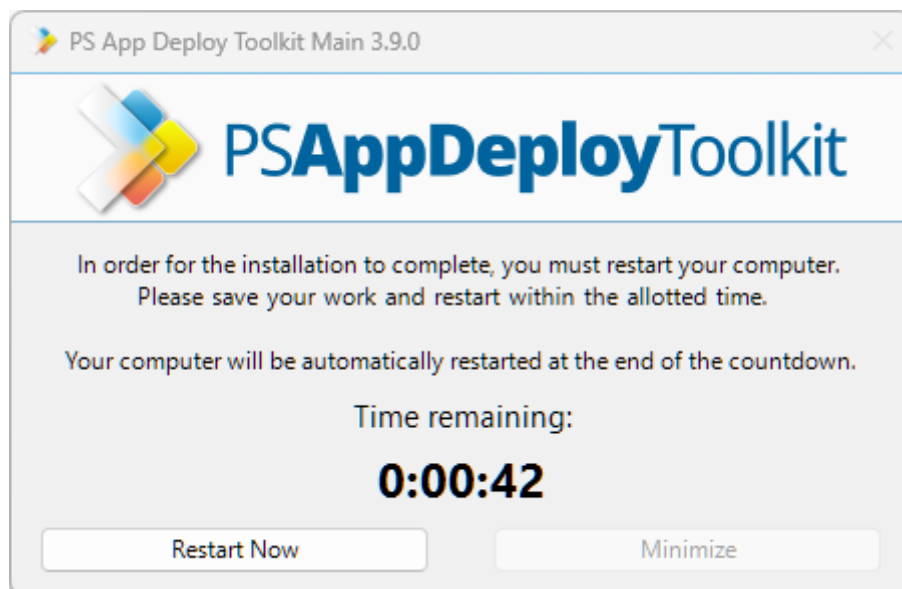 PS App Deploy Toolkit Main 3.9.0
PSAppDeployToolkit
In order for the installation to complete, you must restart your computer.
Please save your work and restart within the allotted time.
Your computer will be automatically restarted at the end of the countdown.
Time remaining:
0:00:42
Restart Now
Minimize